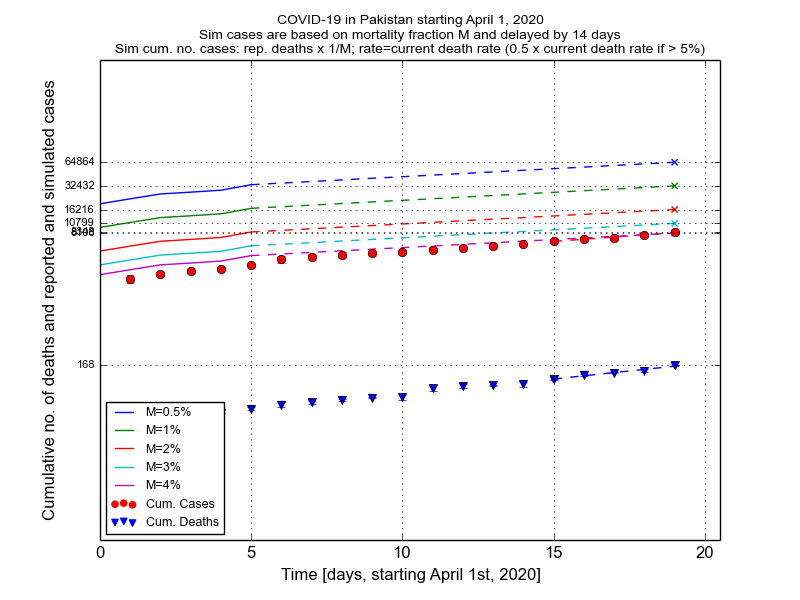 COVID-19 in Pakistan starting April 1, 2020
Sim cases are based on mortality fraction M and delayed by 14 days
Sim cum. no. cases: rep. deaths x 1/M; rate=current death rate (0.5 x current death rate if > 5%)
Cumulative no. of deaths and reported and simulated cases
64864
32432
16216
10799
168
M=0.5%
M=1%
M=2%
M=3%
M=4%
Cum. Cases
Cum. Deaths
0 5 10 15 20
Time [days, starting April 1st, 2020]